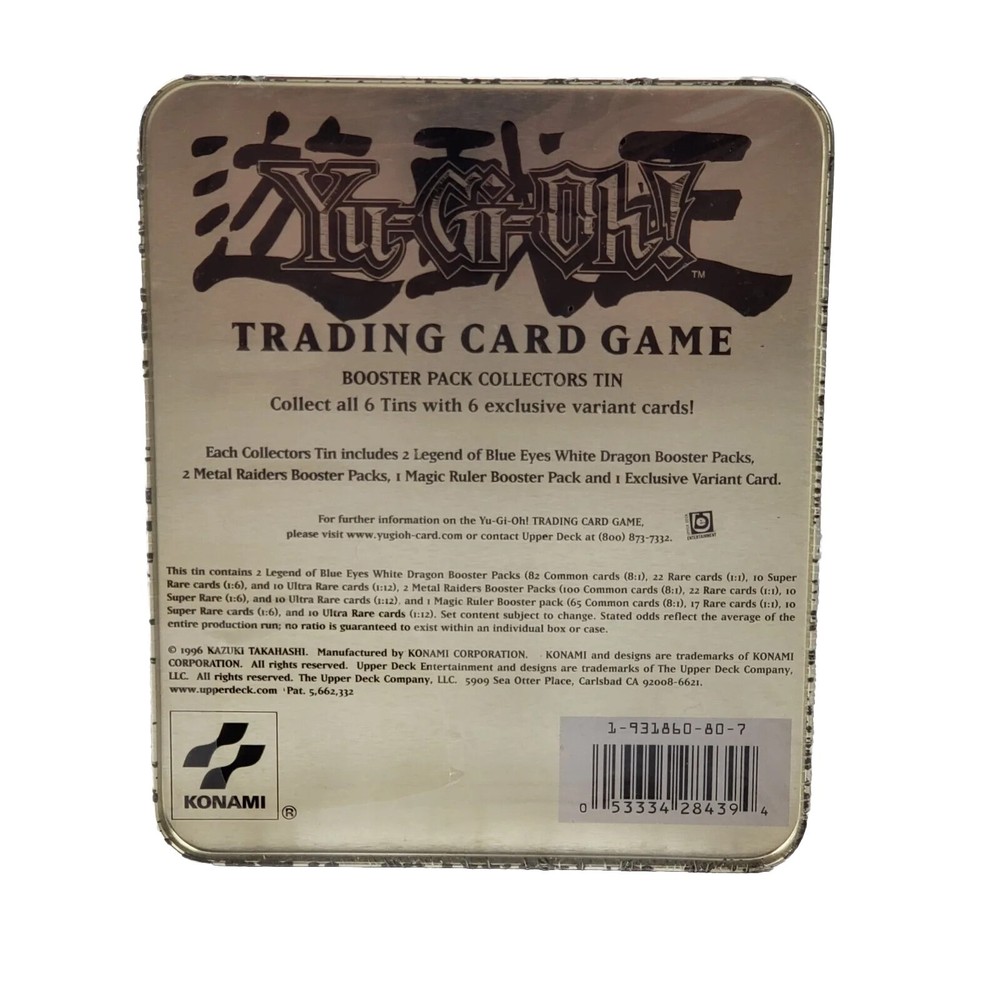 遊戯王
Yu-Gi-Oh!
TM
TRADING CARD GAME
BOOSTER PACK COLLECTORS TIN
Collect all 6 Tins with 6 exclusive variant cards!
Each Collectors Tin includes 2 Legend of Blue Eyes White Dragon Booster Packs,
2 Metal Raiders Booster Packs, 1 Magic Ruler Booster Pack and 1 Exclusive Variant Card.
For further information on the Yu-Gi-Oh! TRADING CARD GAME,
please visit www.yugioh-card.com or contact Upper Deck at (800) 873-7332.
ENTERTAINMENT
This tin contains 2 Legend of Blue Eyes White Dragon Booster Packs (82 Common cards (8:1), 22 Rare cards (1:1), 10 Super
Rare cards (1:6), and 10 Ultra Rare cards (1:12), 2 Metal Raiders Booster Packs (100 Common cards (8:1), 22 Rare cards (1:1), 10
Super Rare (1:6), and 10 Ultra Rare cards (1:12), and 1 Magic Ruler Booster pack (65 Common cards (8:1), 17 Rare cards (1:1), 10
Super Rare cards (1:6), and 10 Ultra Rare cards (1:12). Set content subject to change. Stated odds reflect the average of the
entire production run; no ratio is guaranteed to exist within an individual box or case.
© 1996 KAZUKI TAKAHASHI. Manufactured by KONAMI CORPORATION. KONAMI and designs are trademarks of KONAMI
CORPORATION. All rights reserved. Upper Deck Entertainment and designs are trademarks of The Upper Deck Company,
LLC. All rights reserved. The Upper Deck Company, LLC. 5909 Sea Otter Place, Carlsbad CA 92008-6621,
www.upperdeck.com Pat. 5,662,332
KONAMI
®
1-931860-80-7
0 53334 28439 4